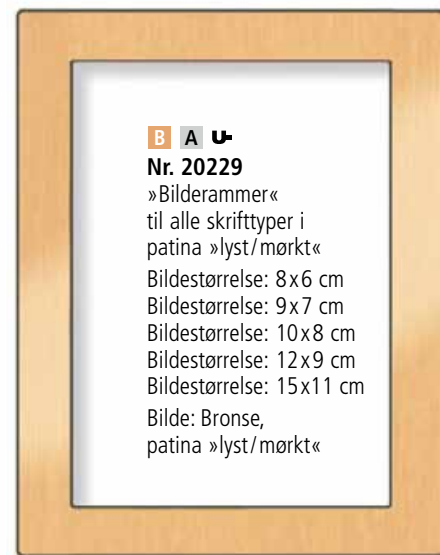 B A
Nr. 20229
»Bilderammer«
til alle skrifttyper i
patina »lyst/mørkt«
Bildestørrelse: 8x6 cm
Bildestørrelse: 9x7 cm
Bildestørrelse: 10x8 cm
Bildestørrelse: 12x9 cm
Bildestørrelse: 15x11 cm
Bilde: Bronse,
patina »lyst/mørkt«